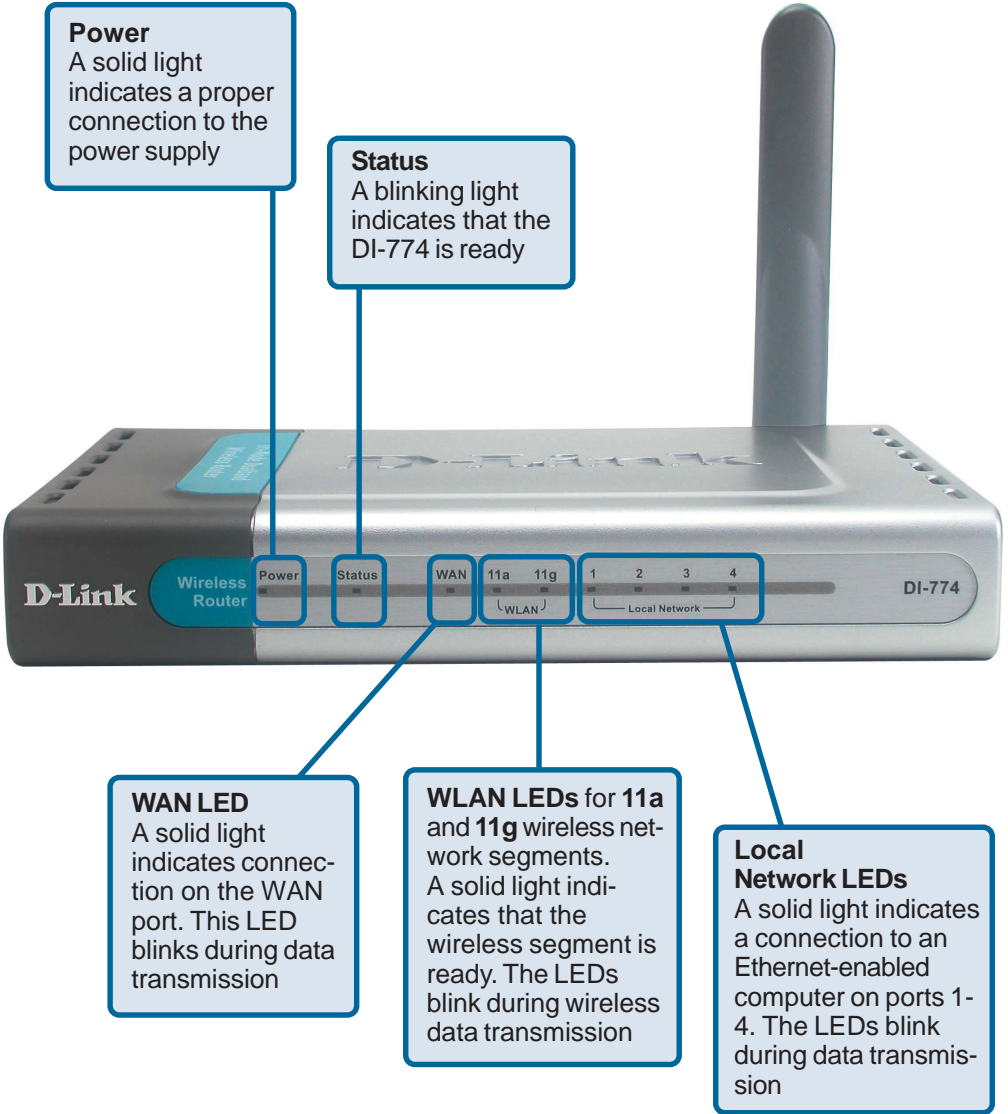 Power
A solid light
indicates a proper
connection to the
power supply
Status
A blinking light
indicates that the
DI-774 is ready
D-Link
D-Link
Wireless
Router
Power
Status
WAN
11a
11g
WLAN
1
2
3
4
Local Network
DI-774
WAN LED
A solid light
indicates connec-
tion on the WAN
port. This LED
blinks during data
transmission
WLAN LEDs for 11a
and 11g wireless net-
work segments.
A solid light indi-
cates that the
wireless segment is
ready. The LEDs
blink during wireless
data transmission
Local
Network LEDs
A solid light indicates
a connection to an
Ethernet-enabled
computer on ports 1-
4. The LEDs blink
during data transmis-
sion